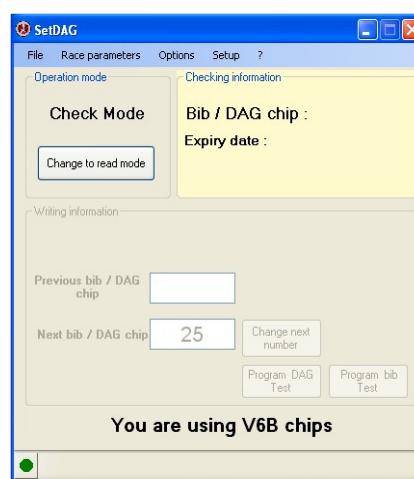 SetDAG
File Race parameters Options Setup ?
Operation mode
Check Mode
Change to read mode
Checking information
Bib / DAG chip :
Expiry date :
Writing information
Previous bib / DAG
chip
Next bib / DAG chip 25
Change next
number
Program DAG
Test
Program bib
Test
You are using V6B chips